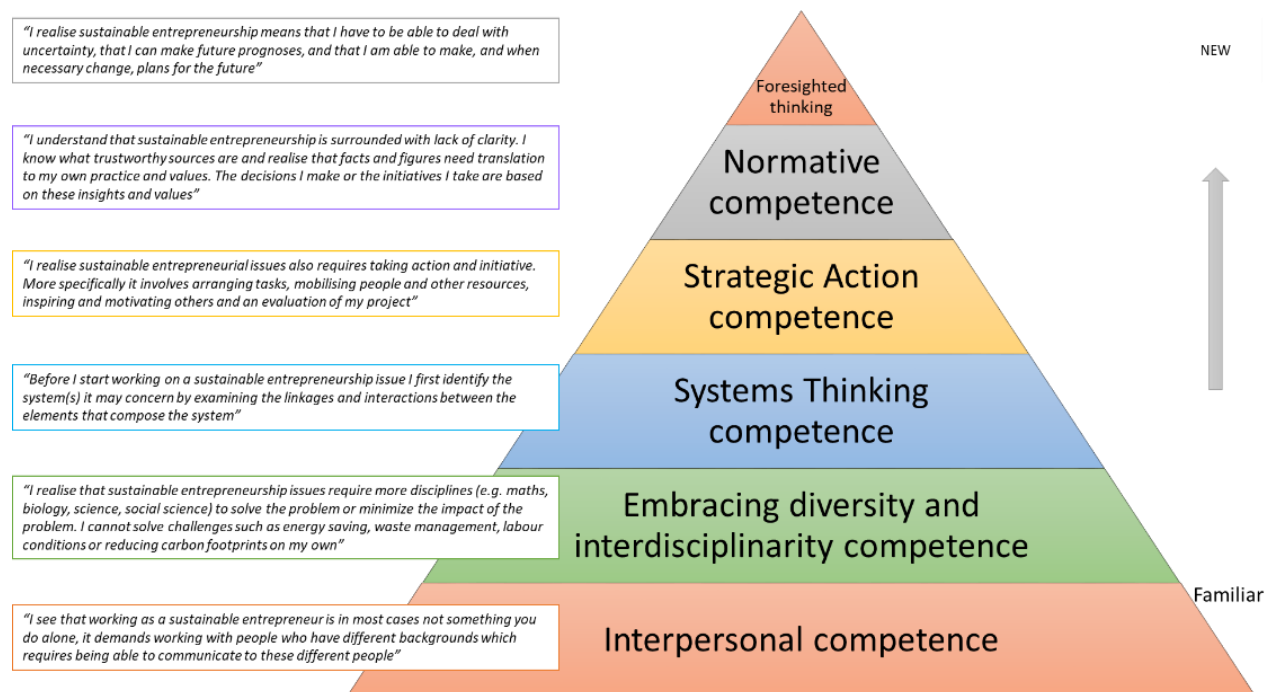 “I realise sustainable entrepreneurship means that I have to be able to deal with
uncertainty, that I can make future prognoses, and that I am able to make, and when
necessary change, plans for the future”
NEW
Foresighted
thinking
“I understand that sustainable entrepreneurship is surrounded with lack of clarity. I
know what trustworthy sources are and realise that facts and figures need translation
to my own practice and values. The decisions I make or the initiatives I take are based
on these insights and values”
Normative
competence
“I realise sustainable entrepreneurial issues also requires taking action and initiative.
More specifically it involves arranging tasks, mobilising people and other resources,
inspiring and motivating others and an evaluation of my project”
Strategic Action
competence
“Before I start working on a sustainable entrepreneurship issue I first identify the
system(s) it may concern by examining the linkages and interactions between the
elements that compose the system”
Systems Thinking
competence
“I realise that sustainable entrepreneurship issues require more disciplines (e.g. maths,
biology, science, social science) to solve the problem or minimize the impact of the
problem. I cannot solve challenges such as energy saving, waste management, labour
conditions or reducing carbon footprints on my own”
Embracing diversity and
interdisciplinarity competence
Familiar
“I see that working as a sustainable entrepreneur is in most cases not something you
do alone, it demands working with people who have different backgrounds which
requires being able to communicate to these different people”
Interpersonal competence